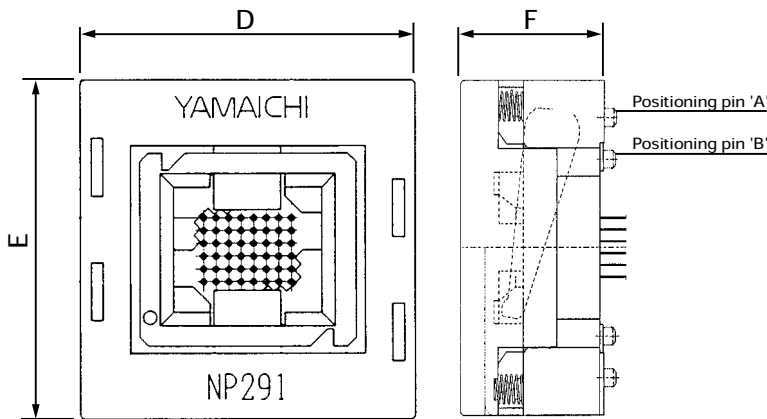 D
F
YAMAICHI
Positioning pin 'A'
Positioning pin 'B'
E
NP291